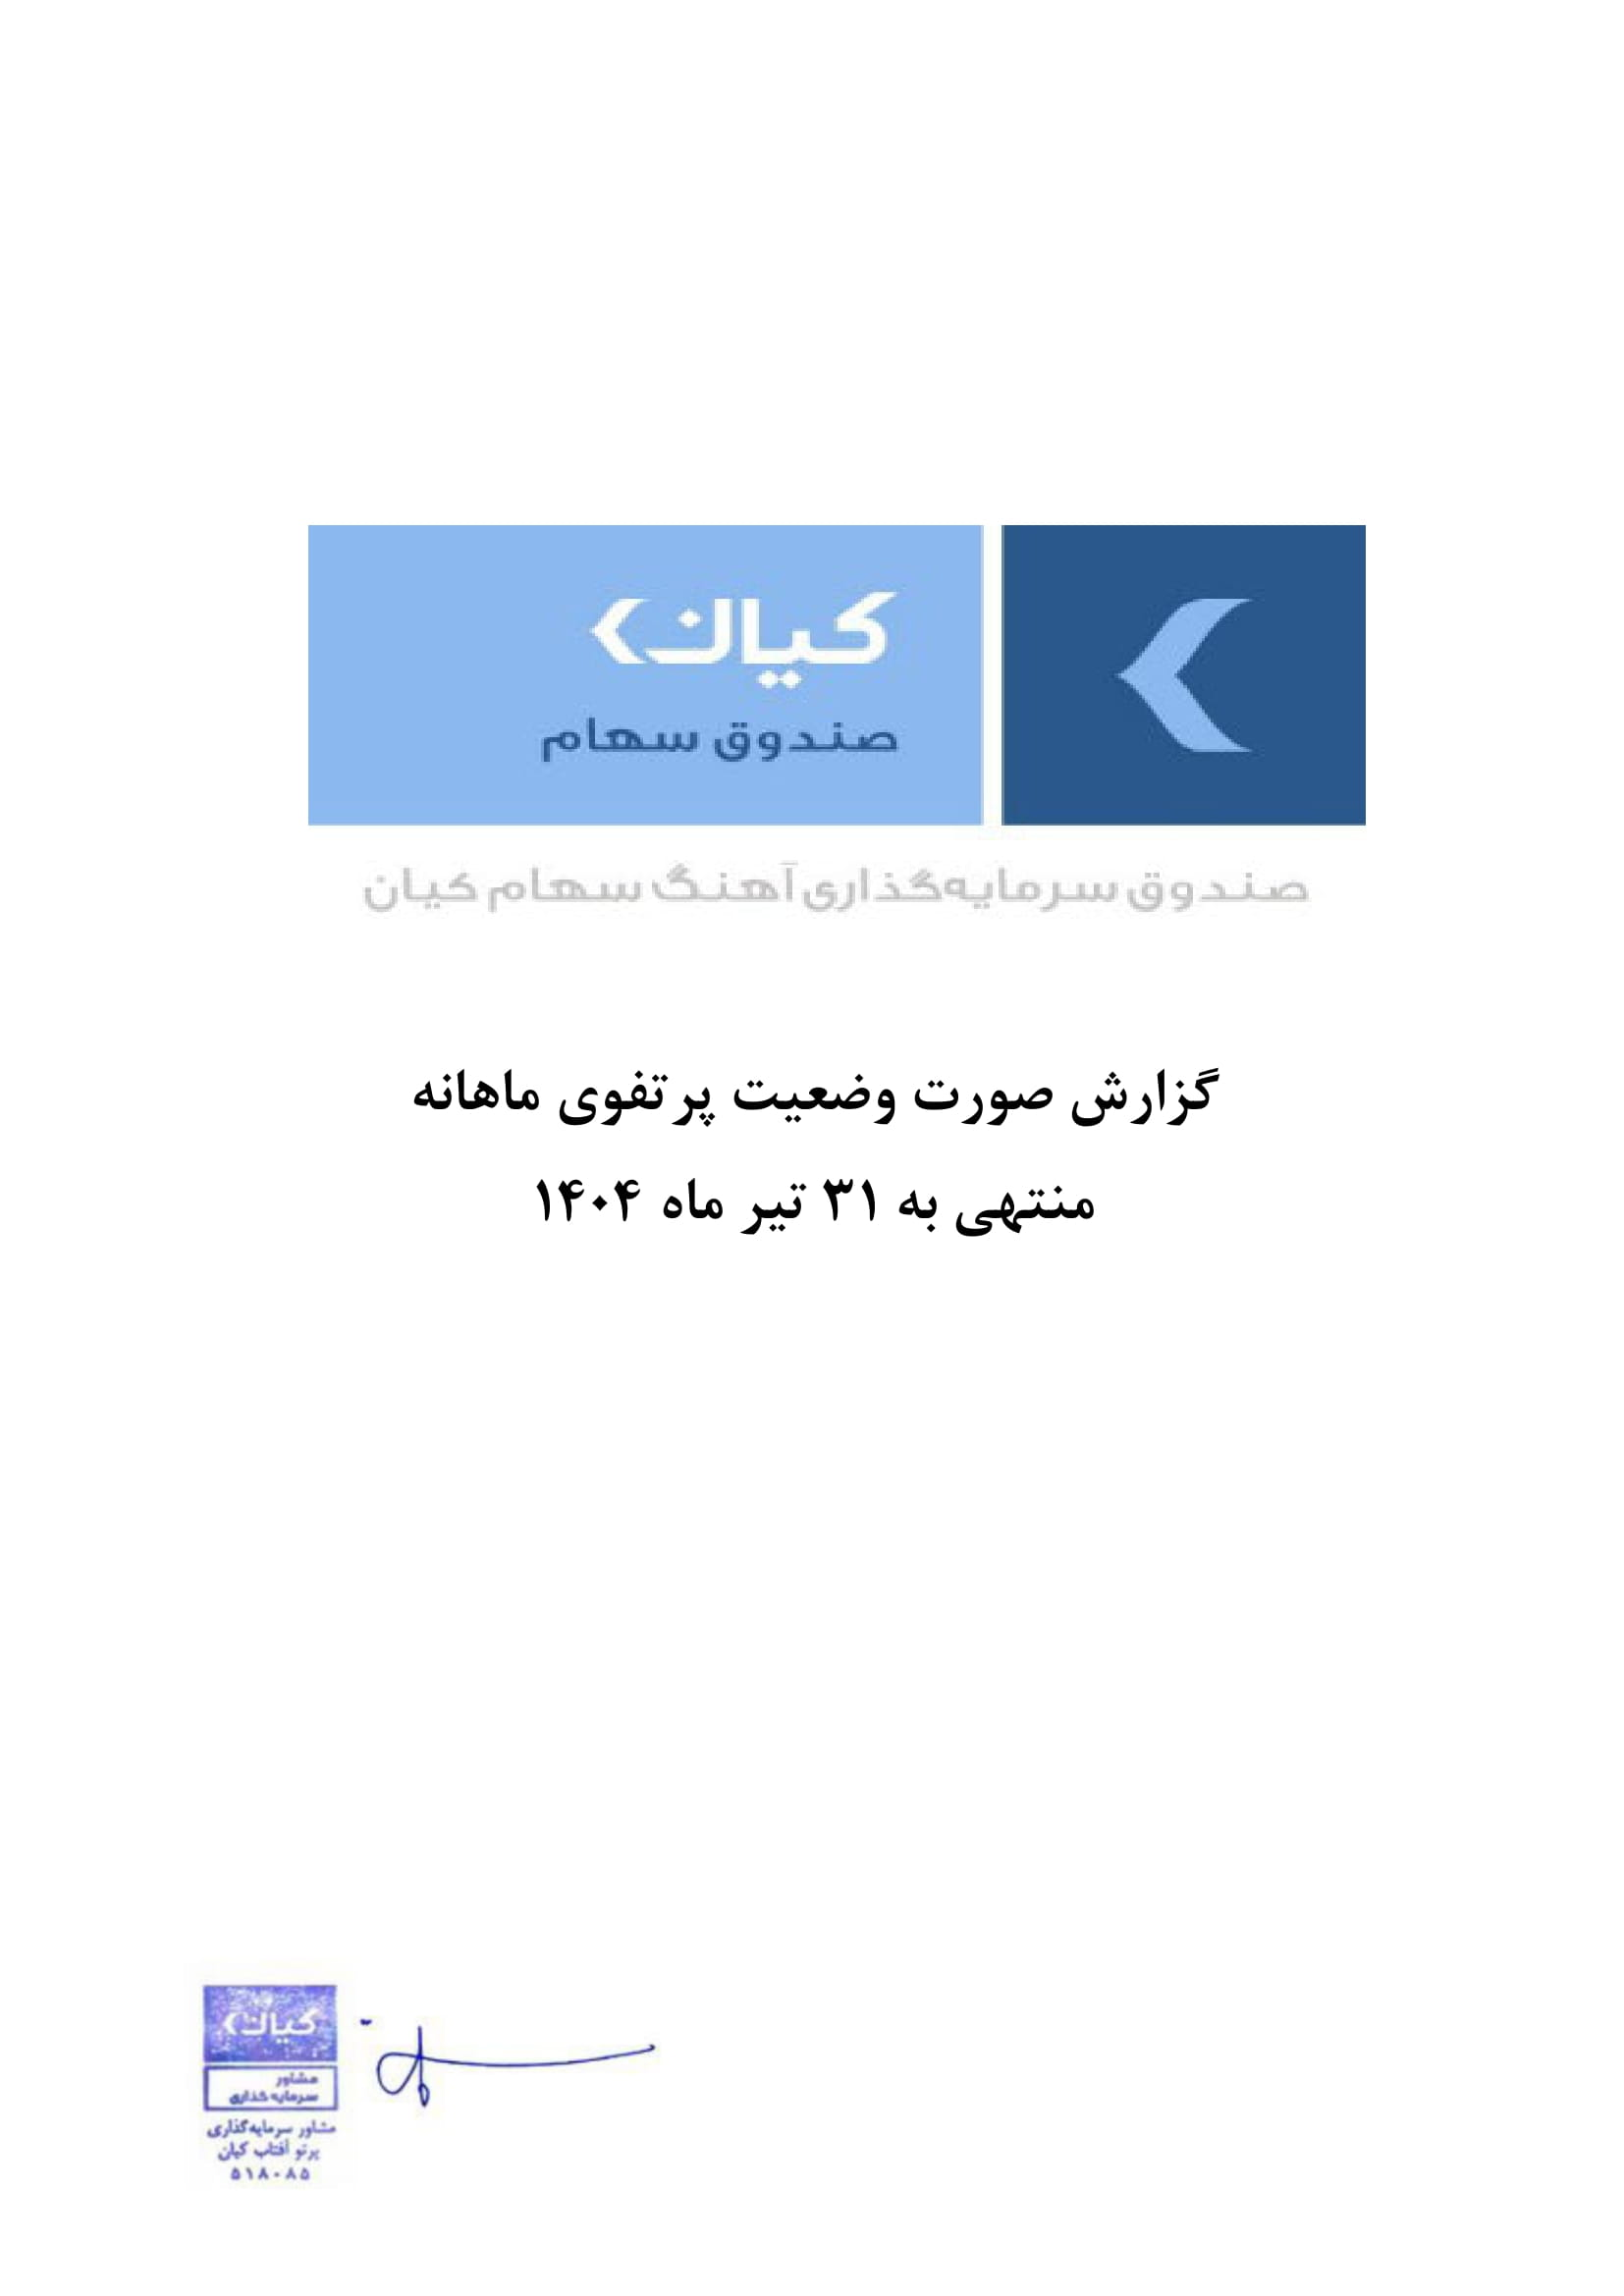 کیان
صندوق سهام
صندوق سرمایه‌گذاری آهنگ سهام کیان
گزارش صورت وضعیت پرتفوی ماهانه
منتهی به ۳۱ تیر ماه ۱۴۰۴
کیان
مشاور
سرمایه‌گذاری
مشاور سرمایه‌گذاری
پرتو آفتاب کیان
۵۱۸۰۸۵